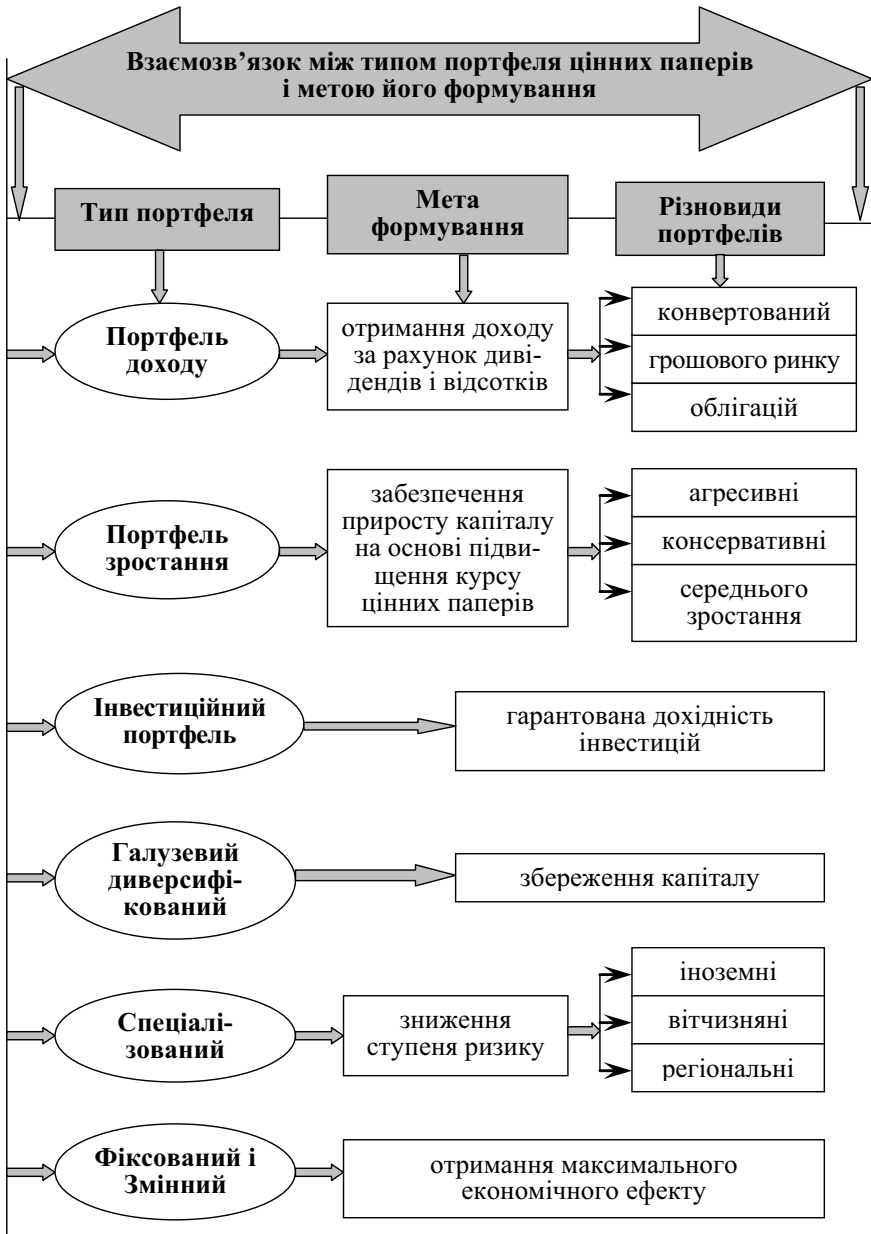 Взаємозв’язок між типом портфеля цінних паперів
і метою його формування
Тип портфеля
Мета
формування
Різновиди
портфелів
Портфель
доходу
отримання доходу
за рахунок диві-
дендів і відсотків
конвертований
грошового ринку
облігацій
Портфель
зростання
забезпечення
приросту капіталу
на основі підви-
щення курсу
цінних паперів
агресивні
консервативні
середнього
зростання
Інвестиційний
портфель
гарантована дохідність
інвестицій
Галузевий
диверсифі-
кований
збереження капіталу
Спеціалі-
зований
зниження
ступеня ризику
іноземні
вітчизняні
регіональні
Фіксований і
Змінний
отримання максимального
економічного ефекту